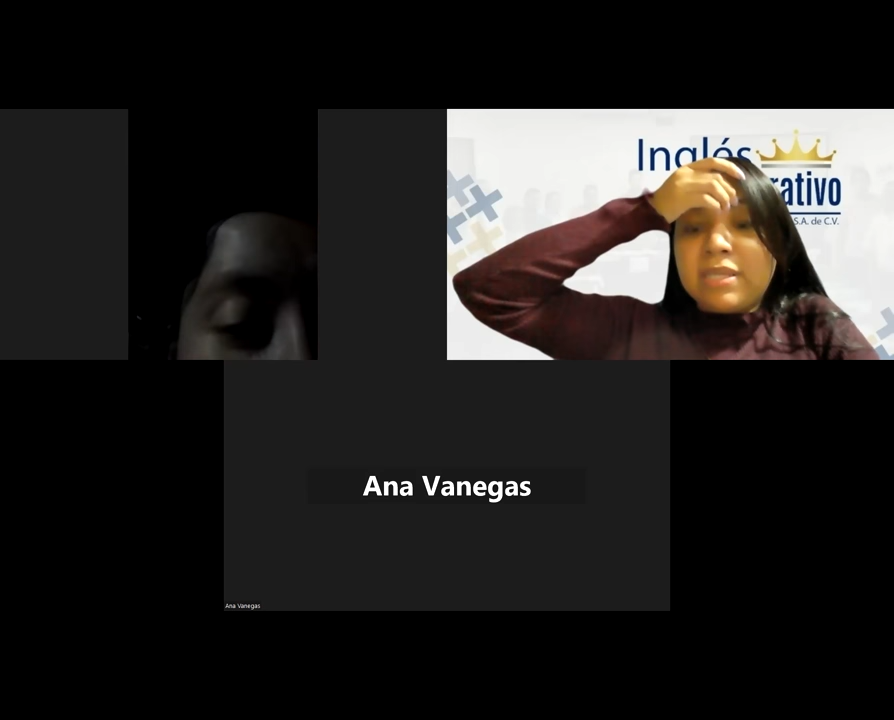 Inglés
rativo
S.A. de C.V.
Ana Vanegas
Ana Vanegas